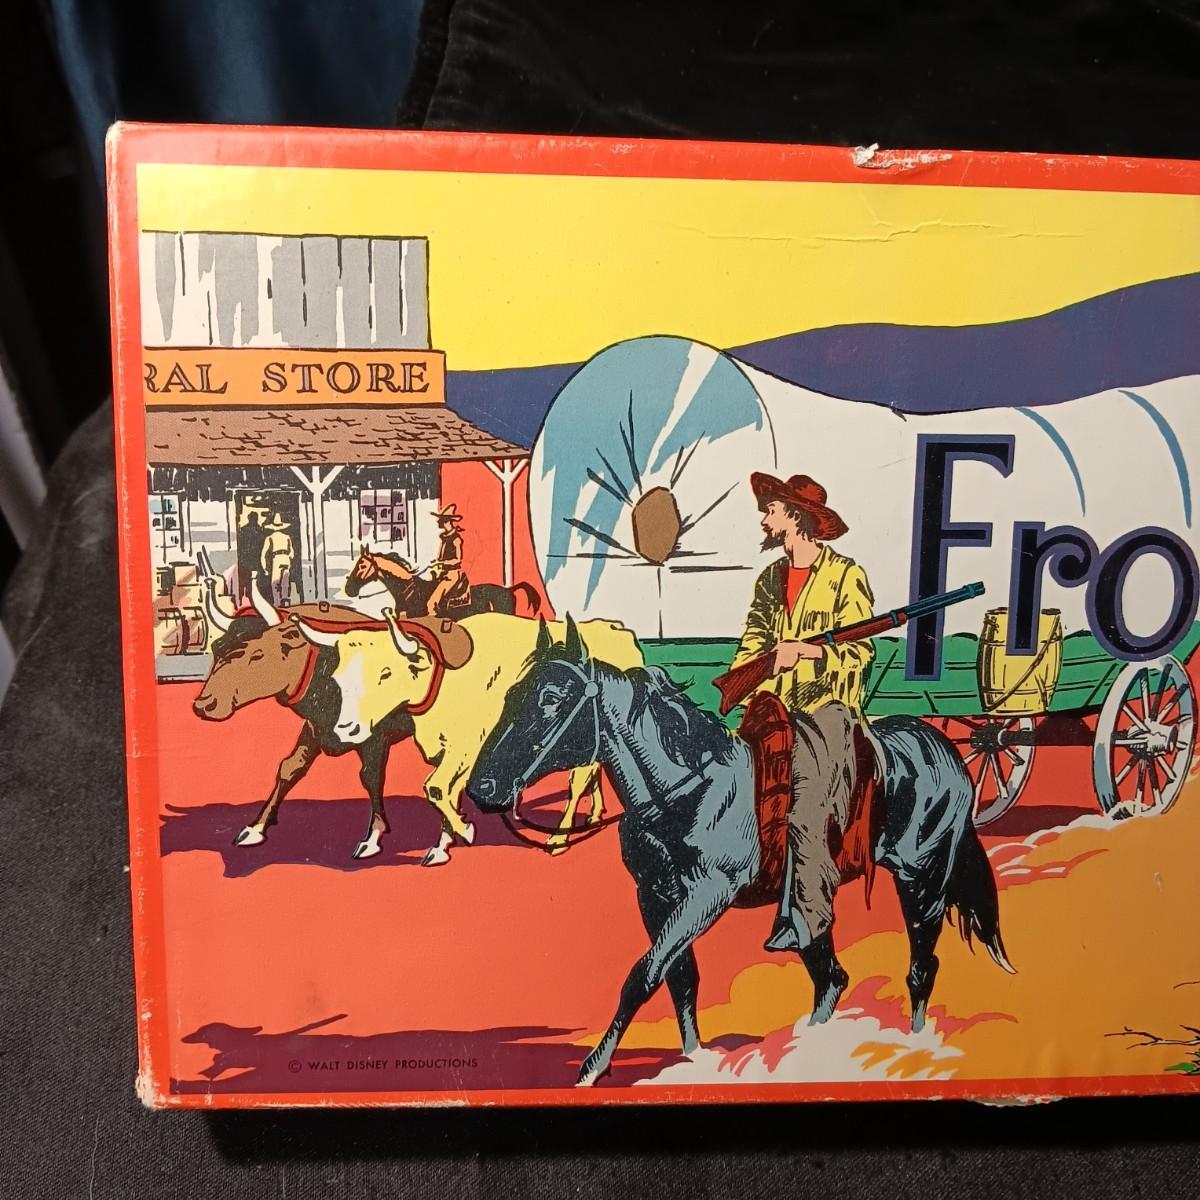 RAL STORE
Fro
© WALT DISNEY PRODUCTIONS